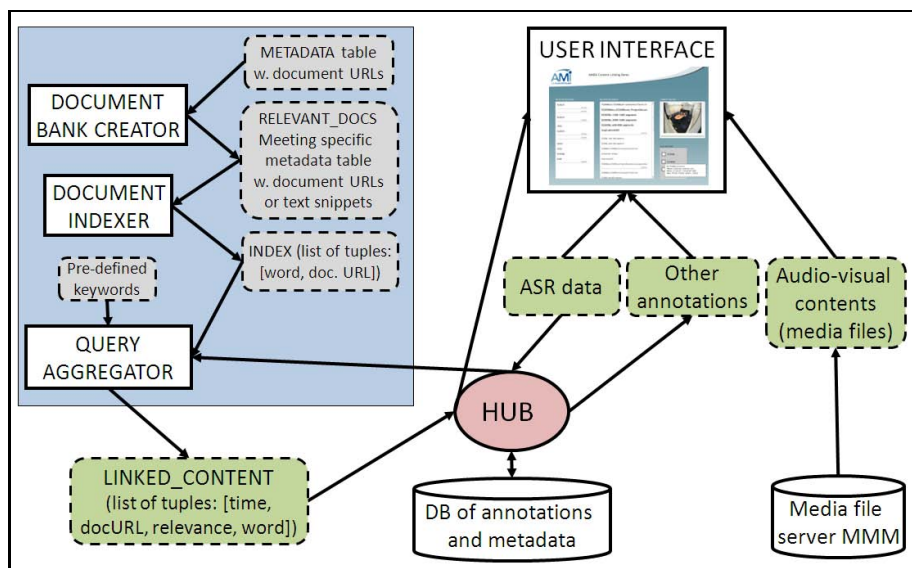 METADATA table
w. document URLs
DOCUMENT
BANK CREATOR
RELEVANT_DOCS
Meeting specific
metadata table
w. document URLs
or text snippets
DOCUMENT
INDEXER
INDEX (list of tuples:
[word, doc. URL])
Pre-defined
keywords
QUERY
AGGREGATOR
LINKED_CONTENT
(list of tuples: [time,
docURL, relevance, word])
USER INTERFACE
AMI
ASR data
Other
annotations
Audio-visual
contents
(media files)
HUB
DB of annotations
and metadata
Media file
server MMM